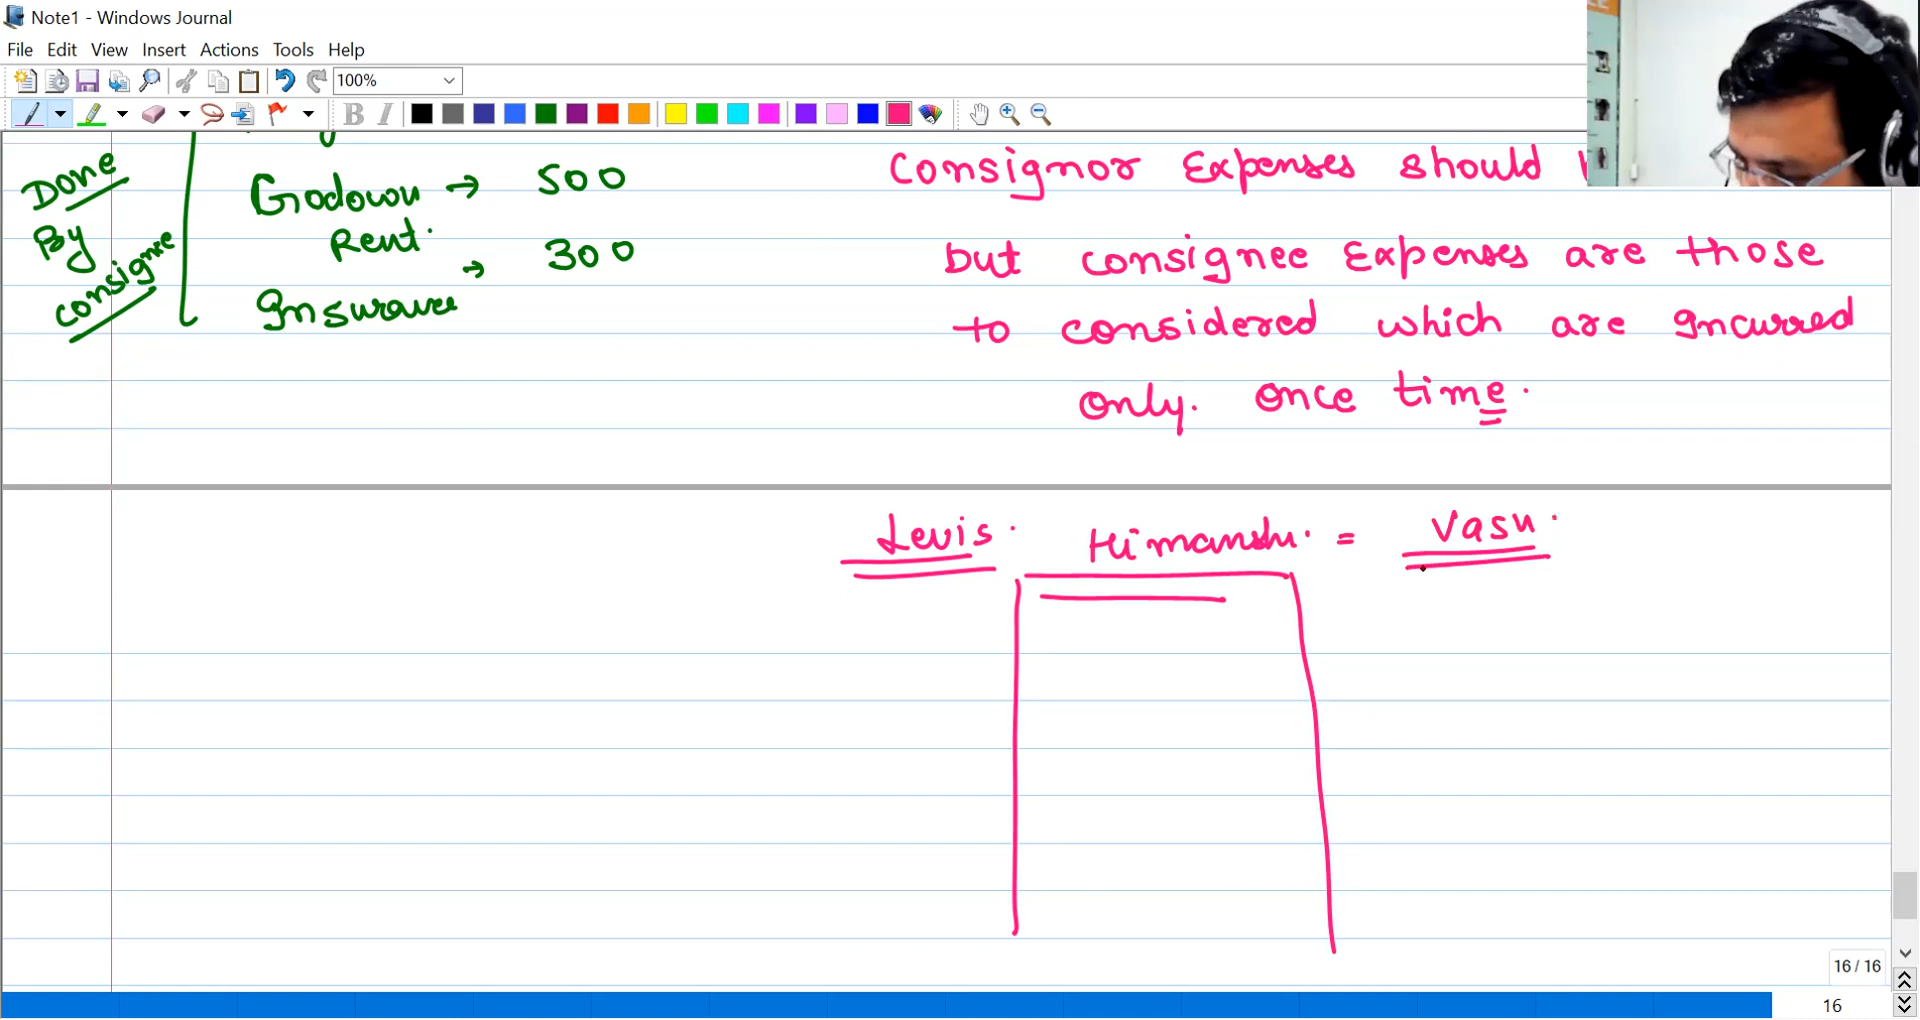 Note1 - Windows Journal
File Edit View Insert Actions Tools Help
100%
B I
Done
By
consignee
Godown → 500
Rent.
Insurance → 300
Consignor Expenses should
but consignee Expenses are those
to considered which are Incurred
only. once time.
Levis. Himanshu. = Vasu.
16 / 16
16